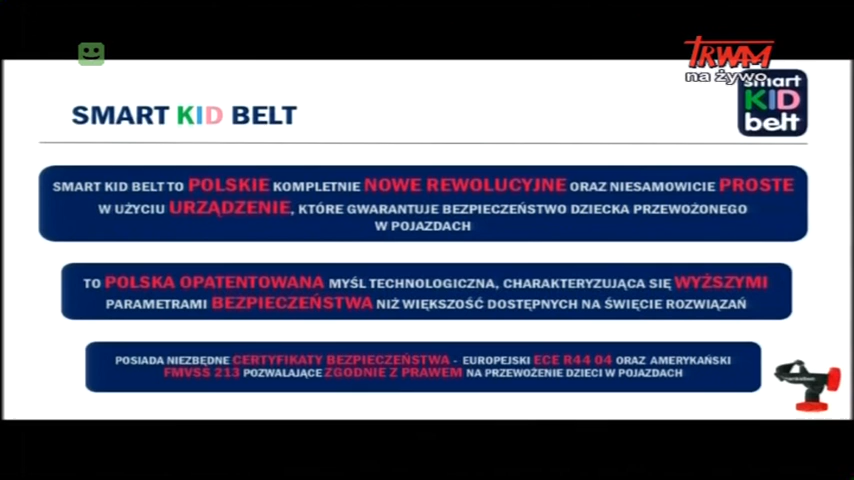 TRWAM
na żywo
smart
KID
belt
SMART KID BELT
SMART KID BELT TO POLSKIE KOMPLETNIE NOWE REWOLUCYJNE ORAZ NIESAMOWICIE PROSTE
W UŻYCIU URZĄDZENIE, KTÓRE GWARANTUJE BEZPIECZEŃSTWO DZIECKA PRZEWOŻONEGO
W POJAZDACH
TO POLSKA OPATENTOWANA MYŚL TECHNOLOGICZNA, CHARAKTERYZUJĄCA SIĘ WYŻSZYMI
PARAMETRAMI BEZPIECZEŃSTWA NIŻ WIĘKSZOŚĆ DOSTĘPNYCH NA ŚWIĘCIE ROZWIĄZAŃ
POSIADA NIEZBĘDNE CERTYFIKATY BEZPIECZEŃSTWA - EUROPEJSKI ECE R44 04 ORAZ AMERYKAŃSKI
FMVSS 213 POZWALAJĄCE ZGODNIE Z PRAWEM NA PRZEWOŻENIE DZIECI W POJAZDACH